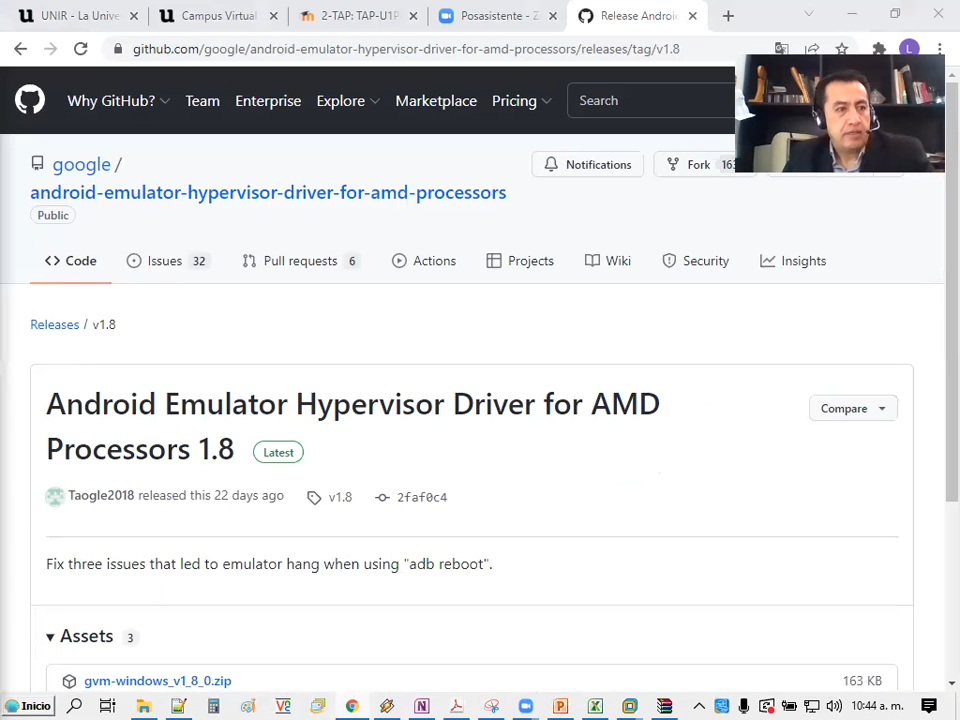 UNIR - La Unive
Campus Virtual
2-TAP: TAP-U1P
Posasistente - Z
Release Androi
github.com/google/android-emulator-hypervisor-driver-for-amd-processors/releases/tag/v1.8
L
Why GitHub?
Team
Enterprise
Explore
Marketplace
Pricing
Search
google /
Notifications
Fork 163
android-emulator-hypervisor-driver-for-amd-processors
Public
Code
Issues 32
Pull requests 6
Actions
Projects
Wiki
Security
Insights
Releases / v1.8
Android Emulator Hypervisor Driver for AMD
Processors 1.8 Latest
Compare
Taogle2018 released this 22 days ago
v1.8
2faf0c4
Fix three issues that led to emulator hang when using "adb reboot".
Assets 3
gvm-windows_v1_8_0.zip
163 KB
Inicio
10:44 a. m.